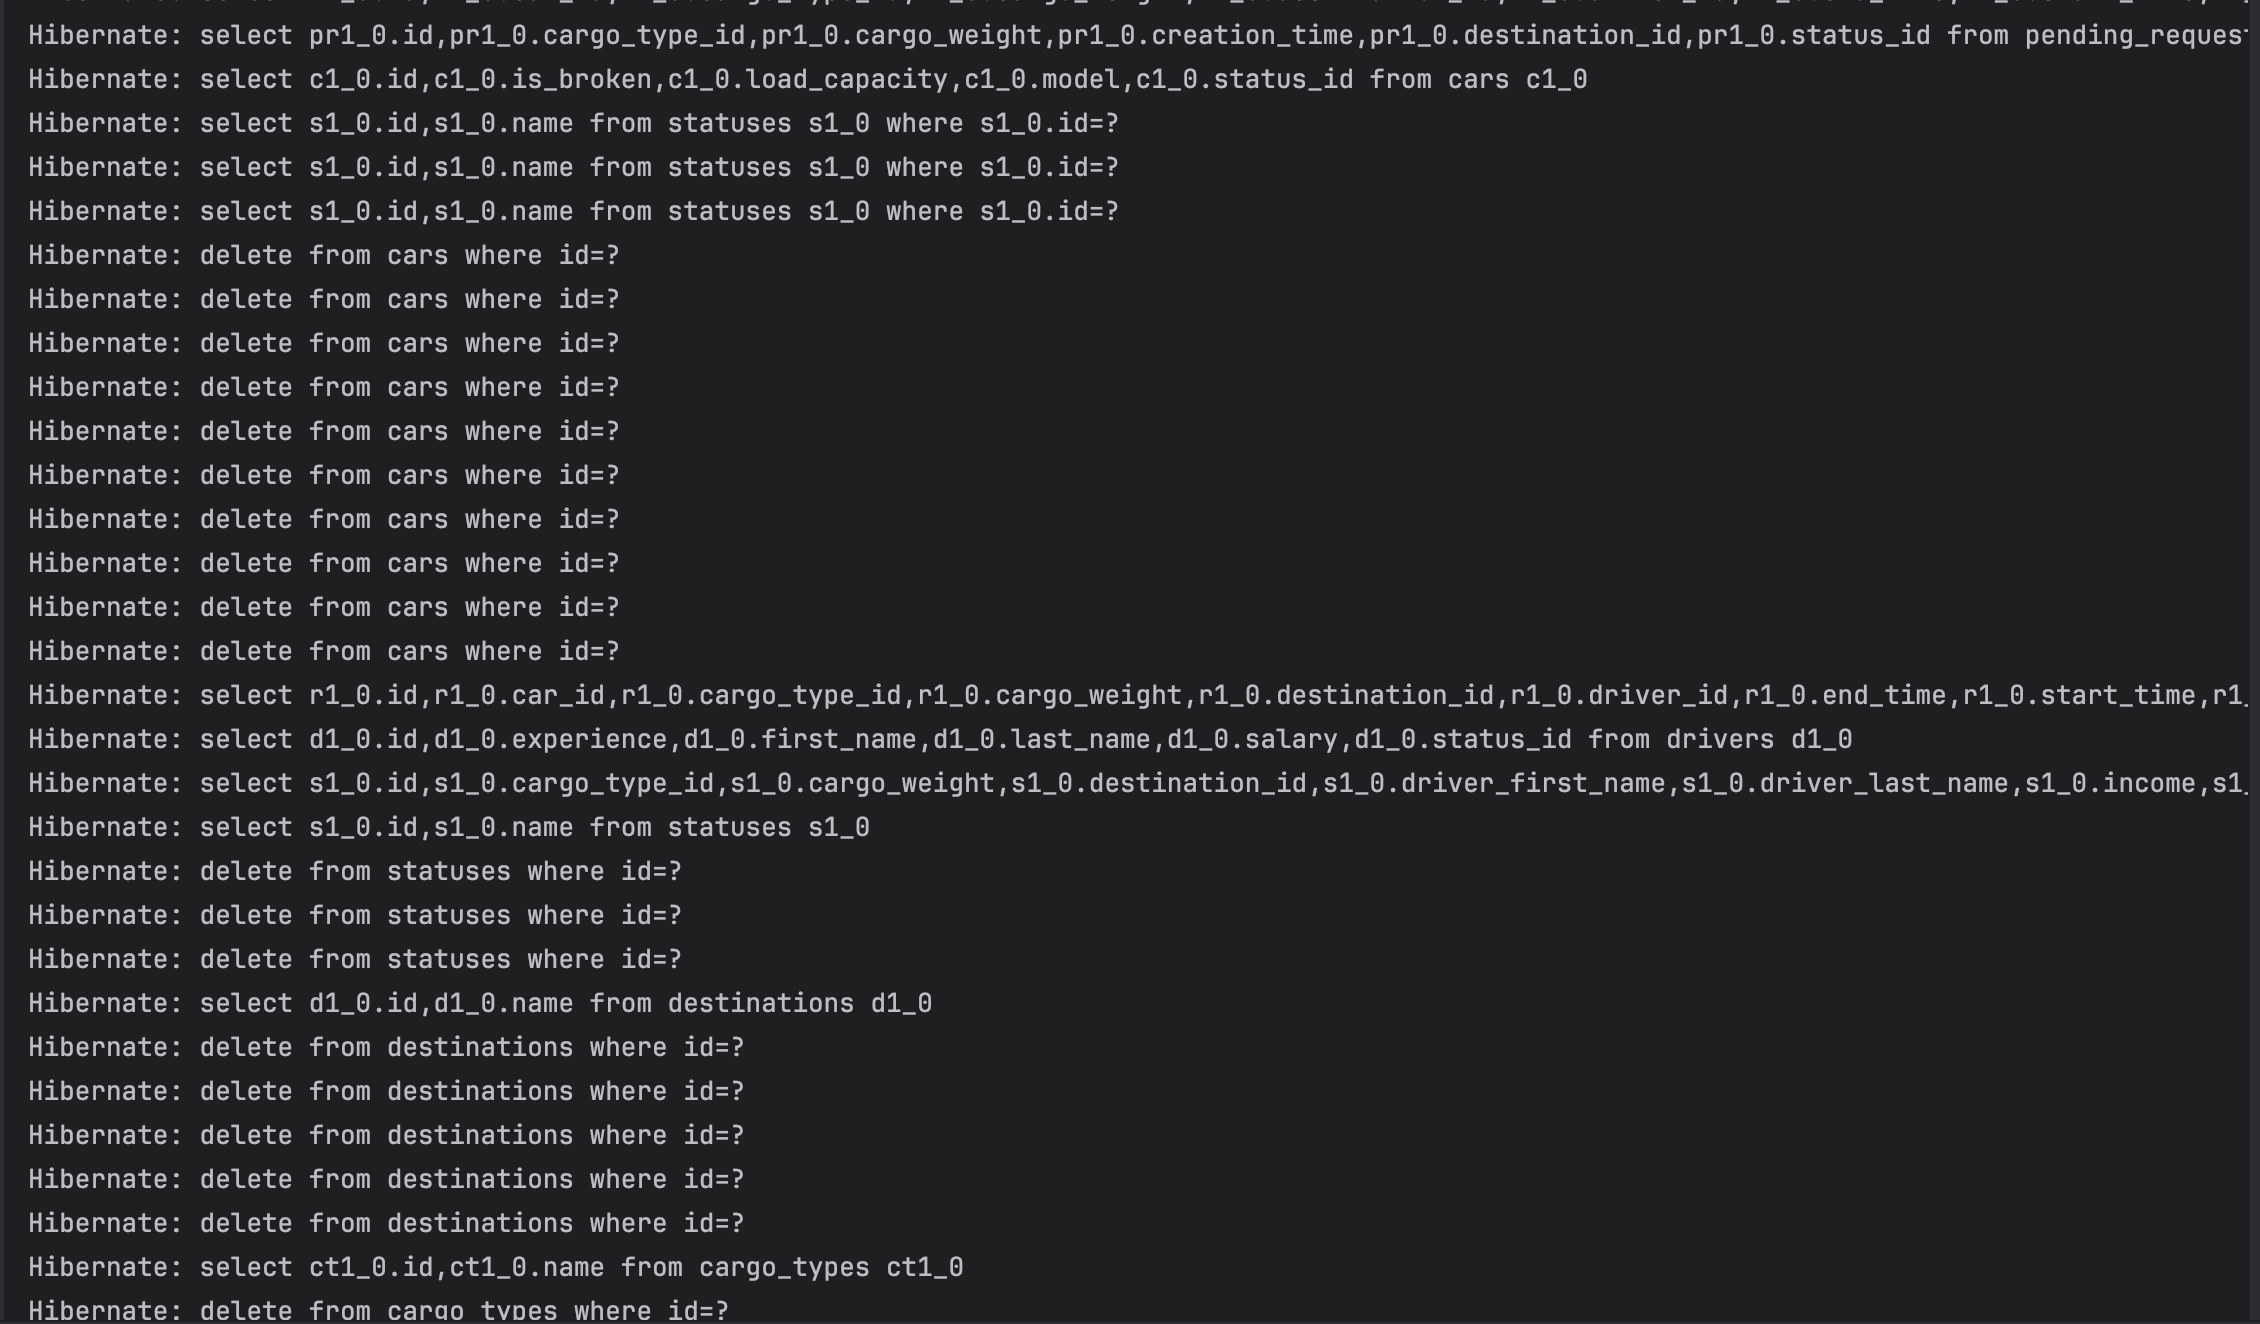 Hibernate: select pr1_0.id,pr1_0.cargo_type_id,pr1_0.cargo_weight,pr1_0.creation_time,pr1_0.destination_id,pr1_0.status_id from pending_reques
Hibernate: select c1_0.id,c1_0.is_broken,c1_0.load_capacity,c1_0.model,c1_0.status_id from cars c1_0
Hibernate: select s1_0.id,s1_0.name from statuses s1_0 where s1_0.id=?
Hibernate: select s1_0.id,s1_0.name from statuses s1_0 where s1_0.id=?
Hibernate: select s1_0.id,s1_0.name from statuses s1_0 where s1_0.id=?
Hibernate: delete from cars where id=?
Hibernate: delete from cars where id=?
Hibernate: delete from cars where id=?
Hibernate: delete from cars where id=?
Hibernate: delete from cars where id=?
Hibernate: delete from cars where id=?
Hibernate: delete from cars where id=?
Hibernate: delete from cars where id=?
Hibernate: delete from cars where id=?
Hibernate: delete from cars where id=?
Hibernate: select r1_0.id,r1_0.car_id,r1_0.cargo_type_id,r1_0.cargo_weight,r1_0.destination_id,r1_0.driver_id,r1_0.end_time,r1_0.start_time,r1_
Hibernate: select d1_0.id,d1_0.experience,d1_0.first_name,d1_0.last_name,d1_0.salary,d1_0.status_id from drivers d1_0
Hibernate: select s1_0.id,s1_0.cargo_type_id,s1_0.cargo_weight,s1_0.destination_id,s1_0.driver_first_name,s1_0.driver_last_name,s1_0.income,s1_
Hibernate: select s1_0.id,s1_0.name from statuses s1_0
Hibernate: delete from statuses where id=?
Hibernate: delete from statuses where id=?
Hibernate: delete from statuses where id=?
Hibernate: select d1_0.id,d1_0.name from destinations d1_0
Hibernate: delete from destinations where id=?
Hibernate: delete from destinations where id=?
Hibernate: delete from destinations where id=?
Hibernate: delete from destinations where id=?
Hibernate: delete from destinations where id=?
Hibernate: select ct1_0.id,ct1_0.name from cargo_types ct1_0
Hibernate: delete from cargo_types where id=?